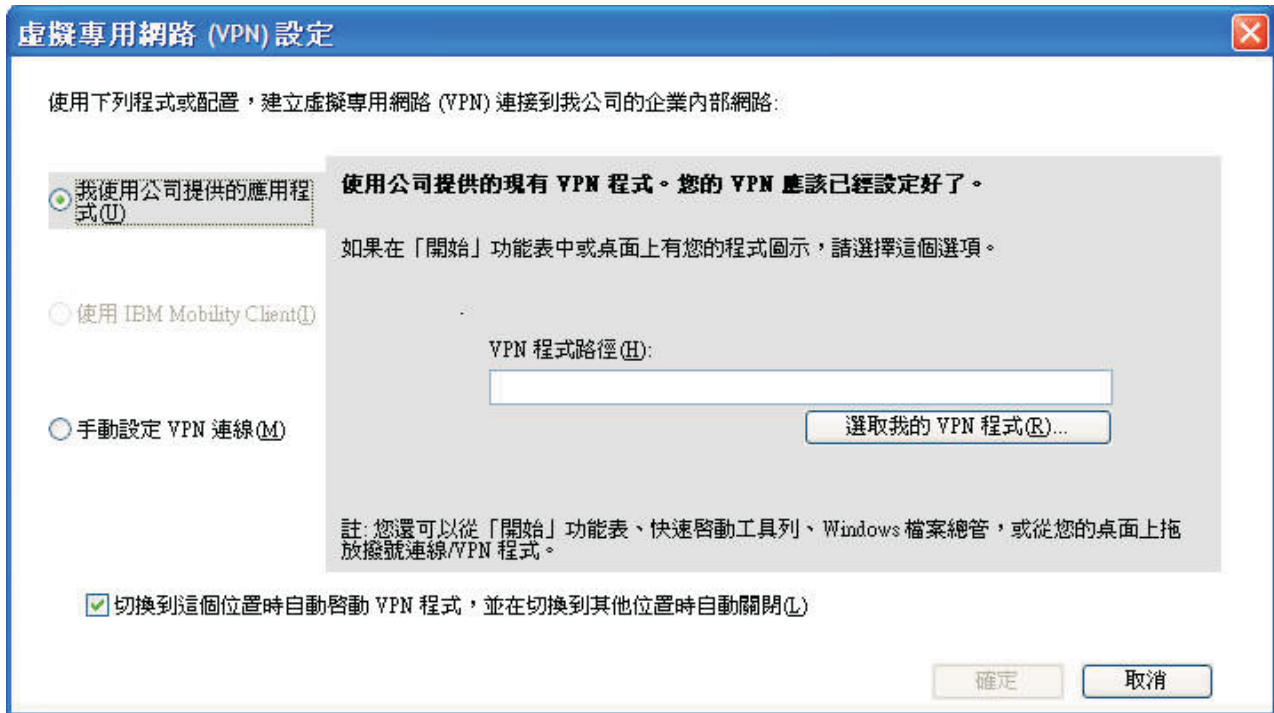 虛擬專用網路 (VPN) 設定
使用下列程式或配置，建立虛擬專用網路 (VPN) 連接到我公司的企業內部網路:
我使用公司提供的應用程
式(U)
使用公司提供的現有 VPN 程式。您的 VPN 應該已經設定好了。
如果在「開始」功能表中或桌面上有您的程式圖示，請選擇這個選項。
使用 IBM Mobility Client(I)
VPN 程式路徑(H):
選取我的 VPN 程式(R)...
手動設定 VPN 連線(M)
註: 您還可以從「開始」功能表、快速啓動工具列、Windows 檔案總管，或從您的桌面上拖
放撥號連線/VPN 程式。
切換到這個位置時自動啓動 VPN 程式，並在切換到其他位置時自動關閉(L)
確定
取消